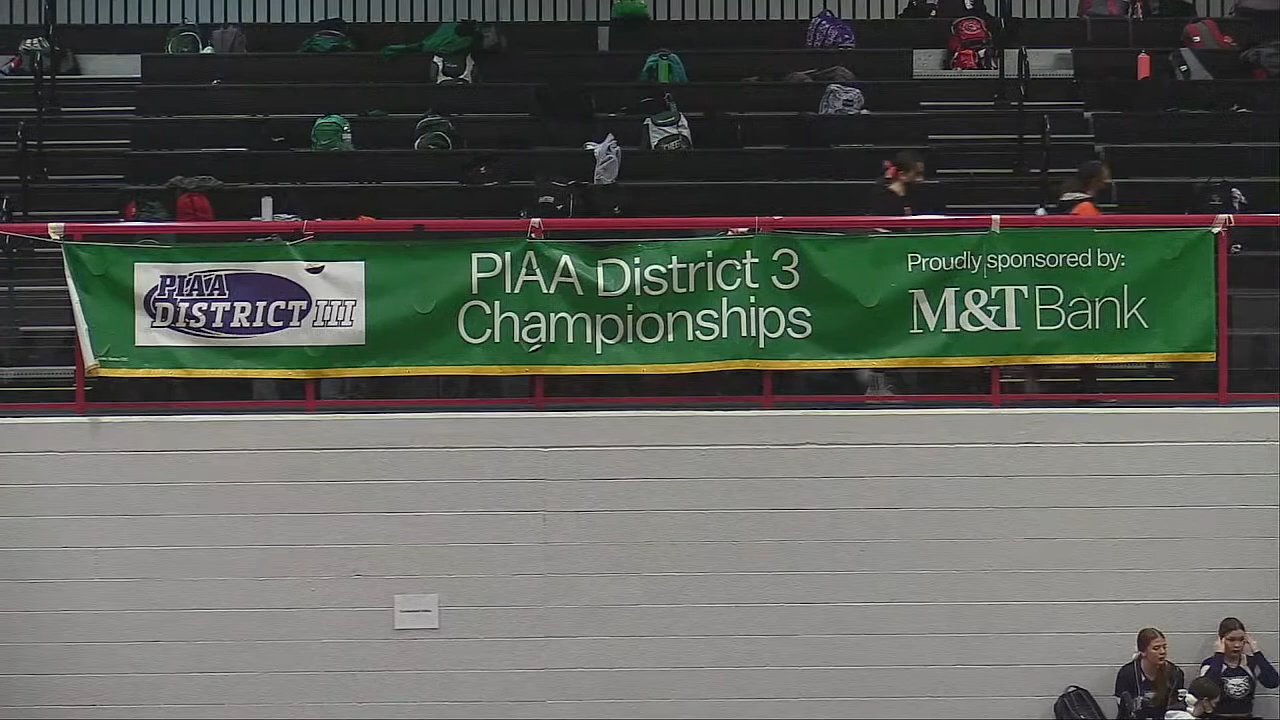 PIAA
DISTRICT III
PIAA District 3
Championships
Proudly sponsored by:
M&T Bank